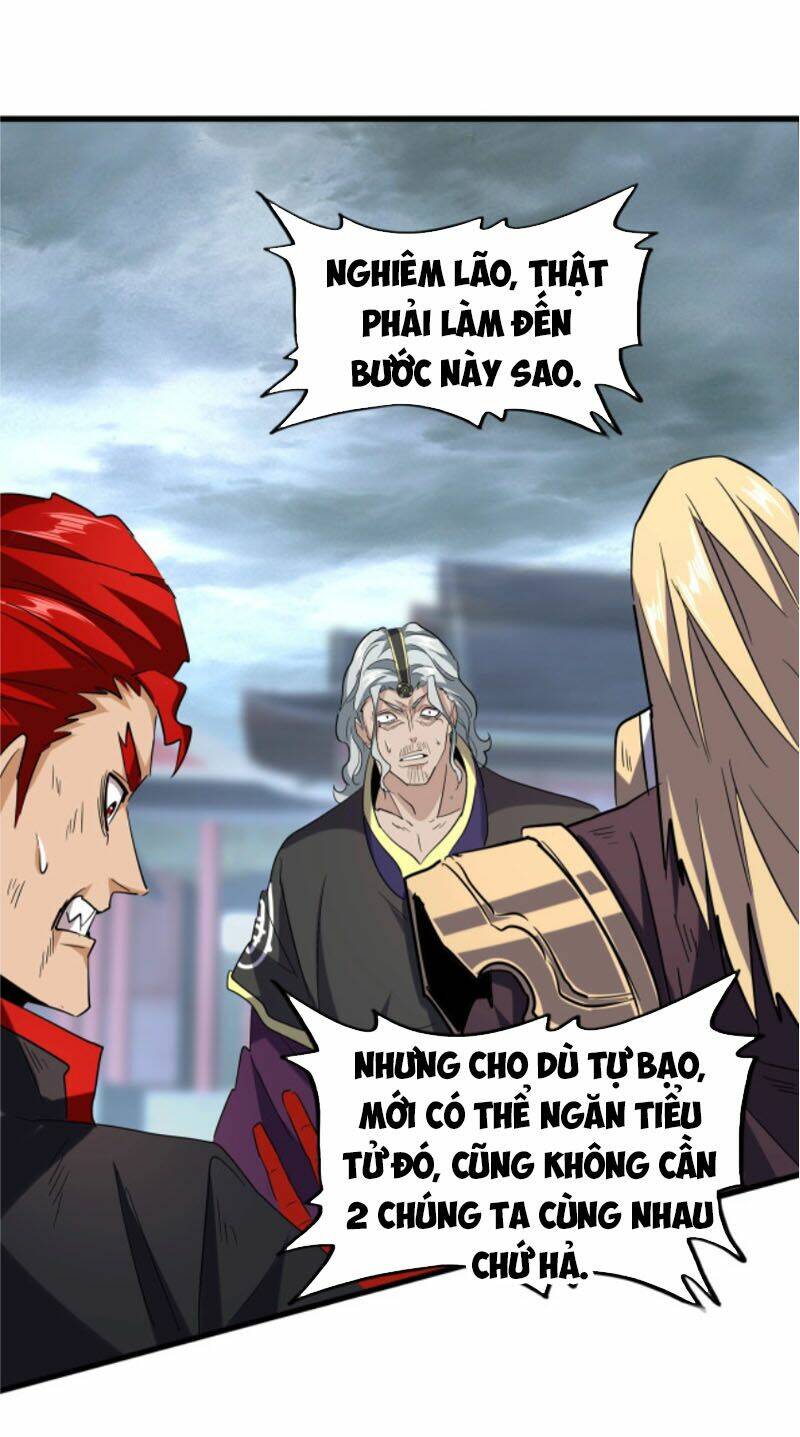 NGHIÊM LÃO, THẬT
PHẢI LÀM ĐẾN
BƯỚC NÀY SAO.
NHƯNG CHO DÙ TỰ BẠO,
MỚI CÓ THỂ NGĂN TIỂU
TỬ ĐÓ, CŨNG KHÔNG CẦN
2 CHÚNG TA CÙNG NHAU
CHỨ HẢ.